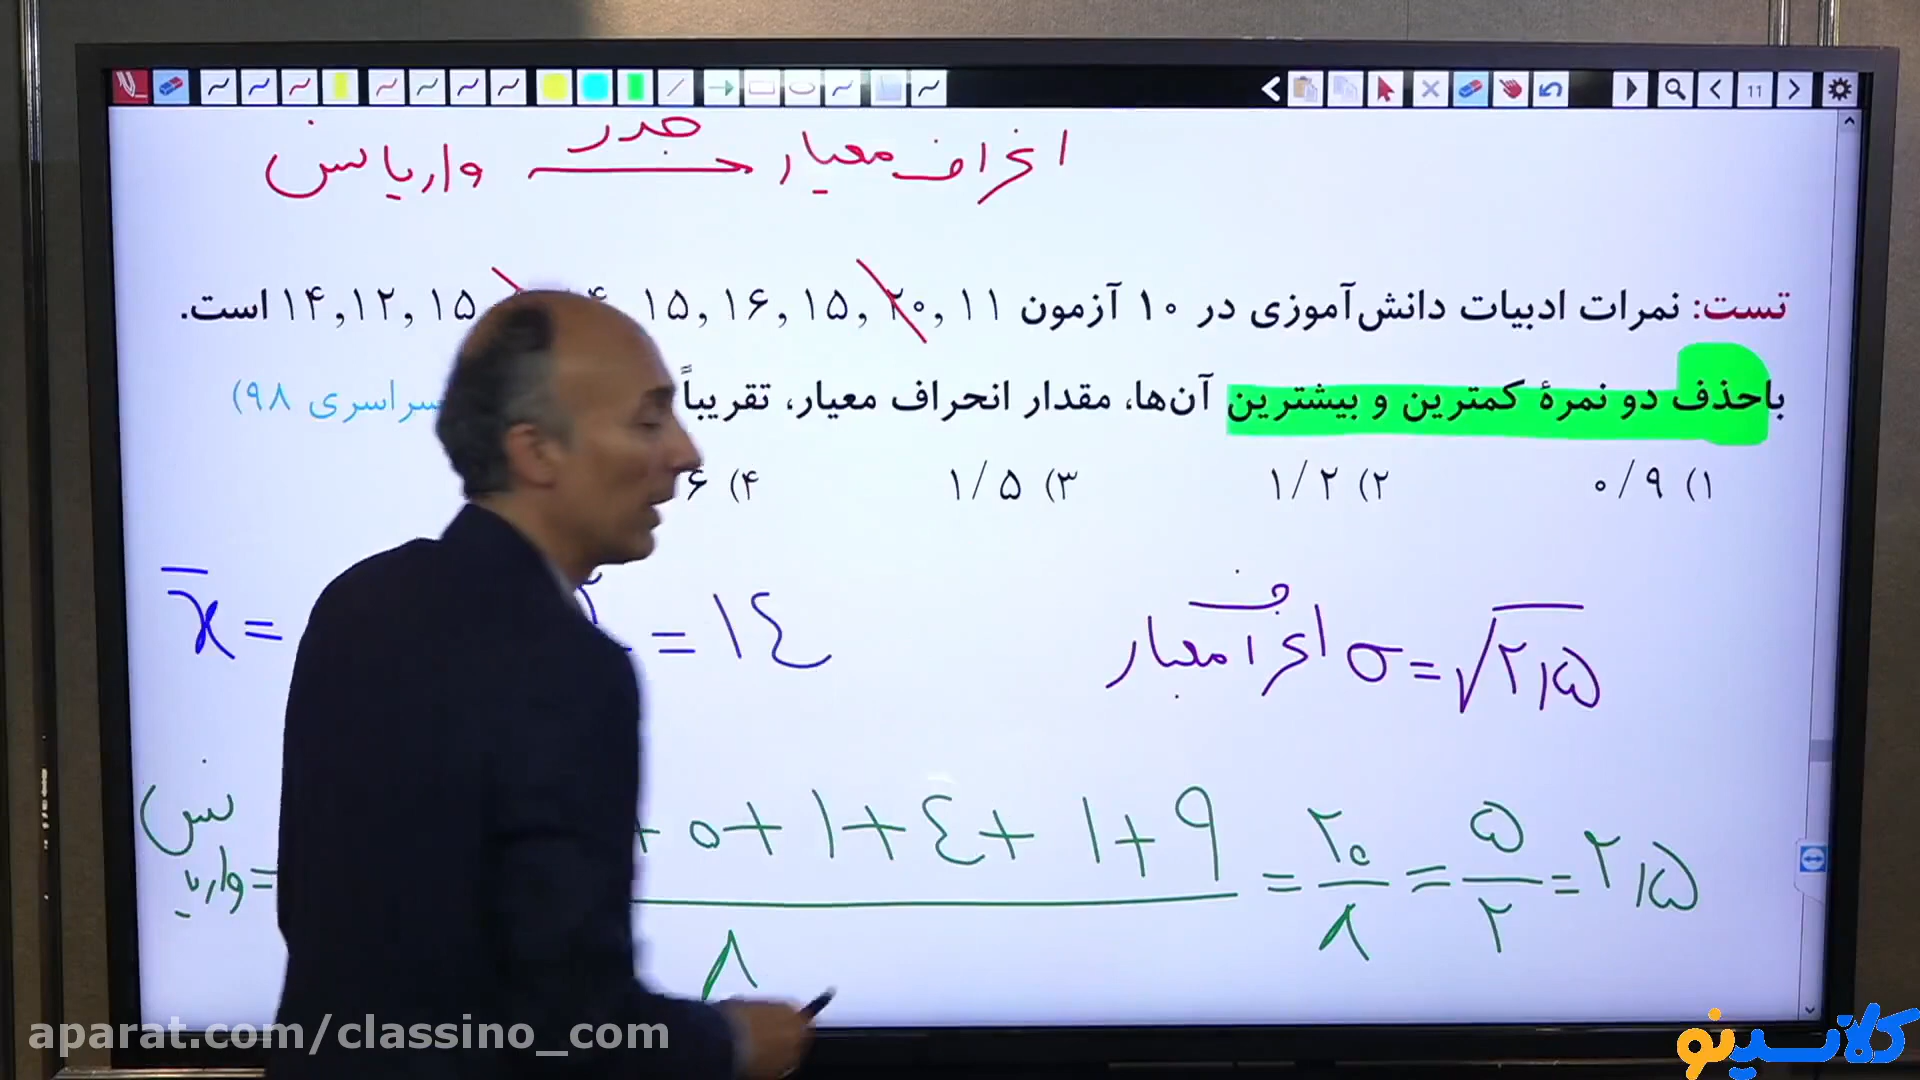 11
انحراف معیار جذر واریانس
تست: نمرات ادبیات دانش‌آموزی در ۱۰ آزمون ۱۱, ۲۰, ۱۵, ۱۶, ۱۵, ۱۵, ۱۲, ۱۴ است.
باحذف دو نمرهٔ کمترین و بیشترین آن‌ها، مقدار انحراف معیار، تقریباً سراسری ۹۸)
۱) ۰/۹ ۲) ۱/۲ ۳) ۱/۵ ۴) ۶
x̄ = = ۱۴
انحراف معیار σ = √۲٫۵
واریانس = + ۰ + ۱ + ۴ + ۱ + ۹ / ۸ = ۲۰ / ۸ = ۵ / ۲ = ۲٫۵
aparat.com/classino_com
کلاسینو